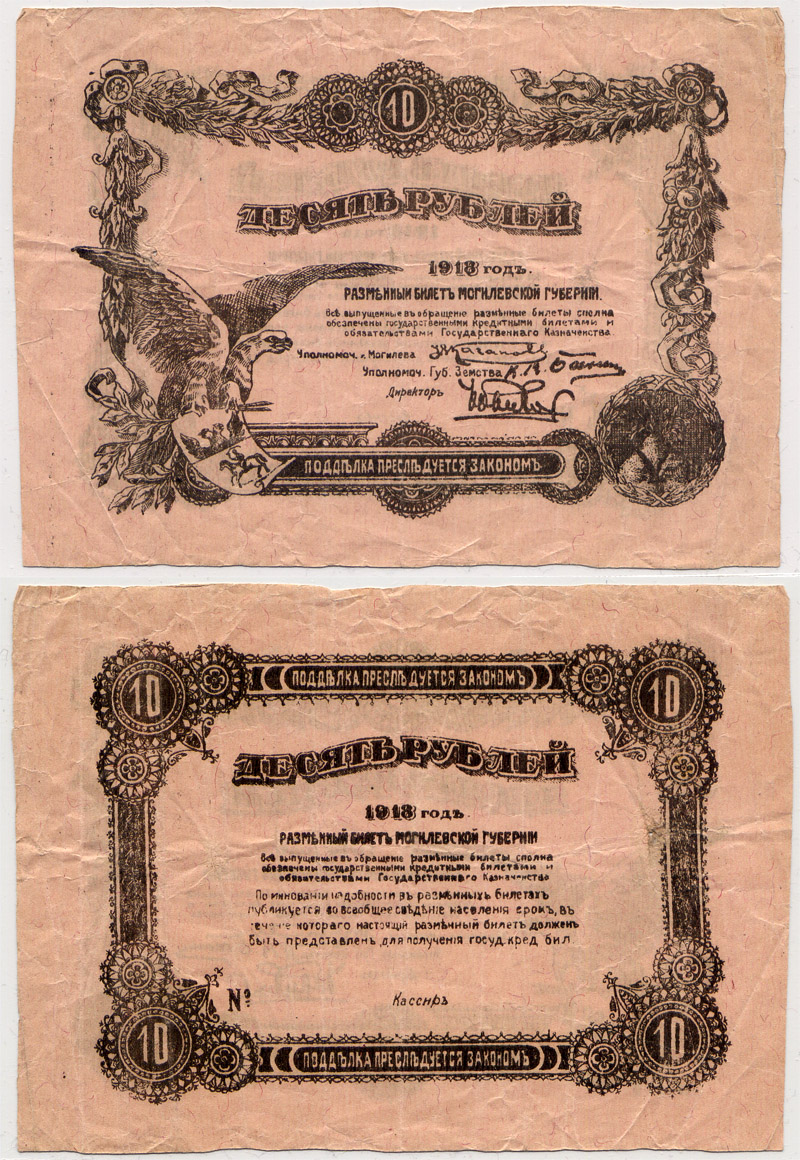 10
ДЕСЯТЬ РУБЛЕЙ
1918 годъ.
РАЗМѢННЫЙ БИЛЕТЪ МОГИЛЕВСКОЙ ГУБЕРНІИ.
Всѣ выпущенные въ обращеніе размѣнные билеты сполна
обезпечены государственными кредитными билетами и
обязательствами Государственнаго Казначейства.
Уполномоч. г. Могилева
Уполномоч. Губ. Земства
Директоръ
ПОДДѢЛКА ПРЕСЛѢДУЕТСЯ ЗАКОНОМЪ
10 ПОДДѢЛКА ПРЕСЛѢДУЕТСЯ ЗАКОНОМЪ 10
ДЕСЯТЬ РУБЛЕЙ
1918 годъ.
РАЗМѢННЫЙ БИЛЕТЪ МОГИЛЕВСКОЙ ГУБЕРНІИ
Всѣ выпущенные въ обращеніе размѣнные билеты сполна
обезпечены государственными кредитными билетами и
обязательствами Государственнаго Казначейства
По миновани надобности въ размѣнныхъ билетахъ
публикуется во всеобщее свѣдѣніе населенія срокъ, въ
течение котораго настоящій размѣнный билетъ долженъ
быть представленъ для полученія госуд. кред бил
№ Кассиръ
10 ПОДДѢЛКА ПРЕСЛѢДУЕТСЯ ЗАКОНОМЪ 10